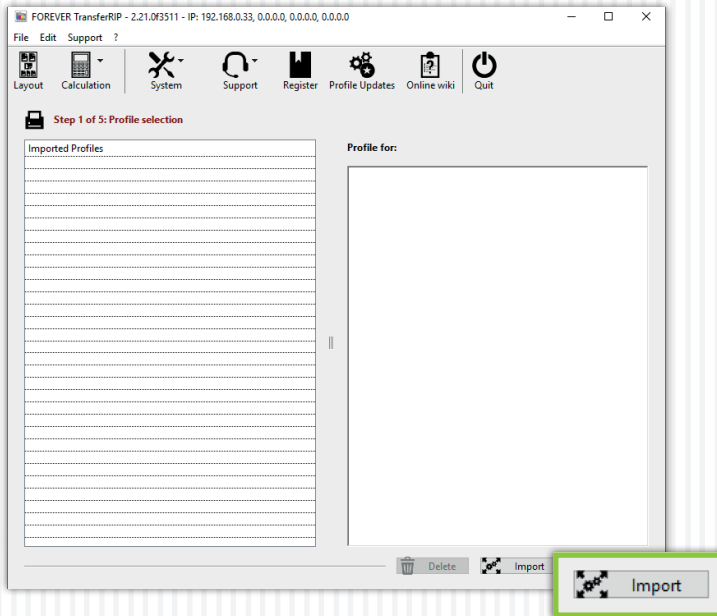 FOREVER TransferRIP - 2.21.0f3511 - IP: 192.168.0.33, 0.0.0.0, 0.0.0.0, 0.0.0.0
File Edit Support ?
Layout Calculation System Support Register Profile Updates Online wiki Quit
Step 1 of 5: Profile selection
Imported Profiles
Profile for:
Delete Import
Import